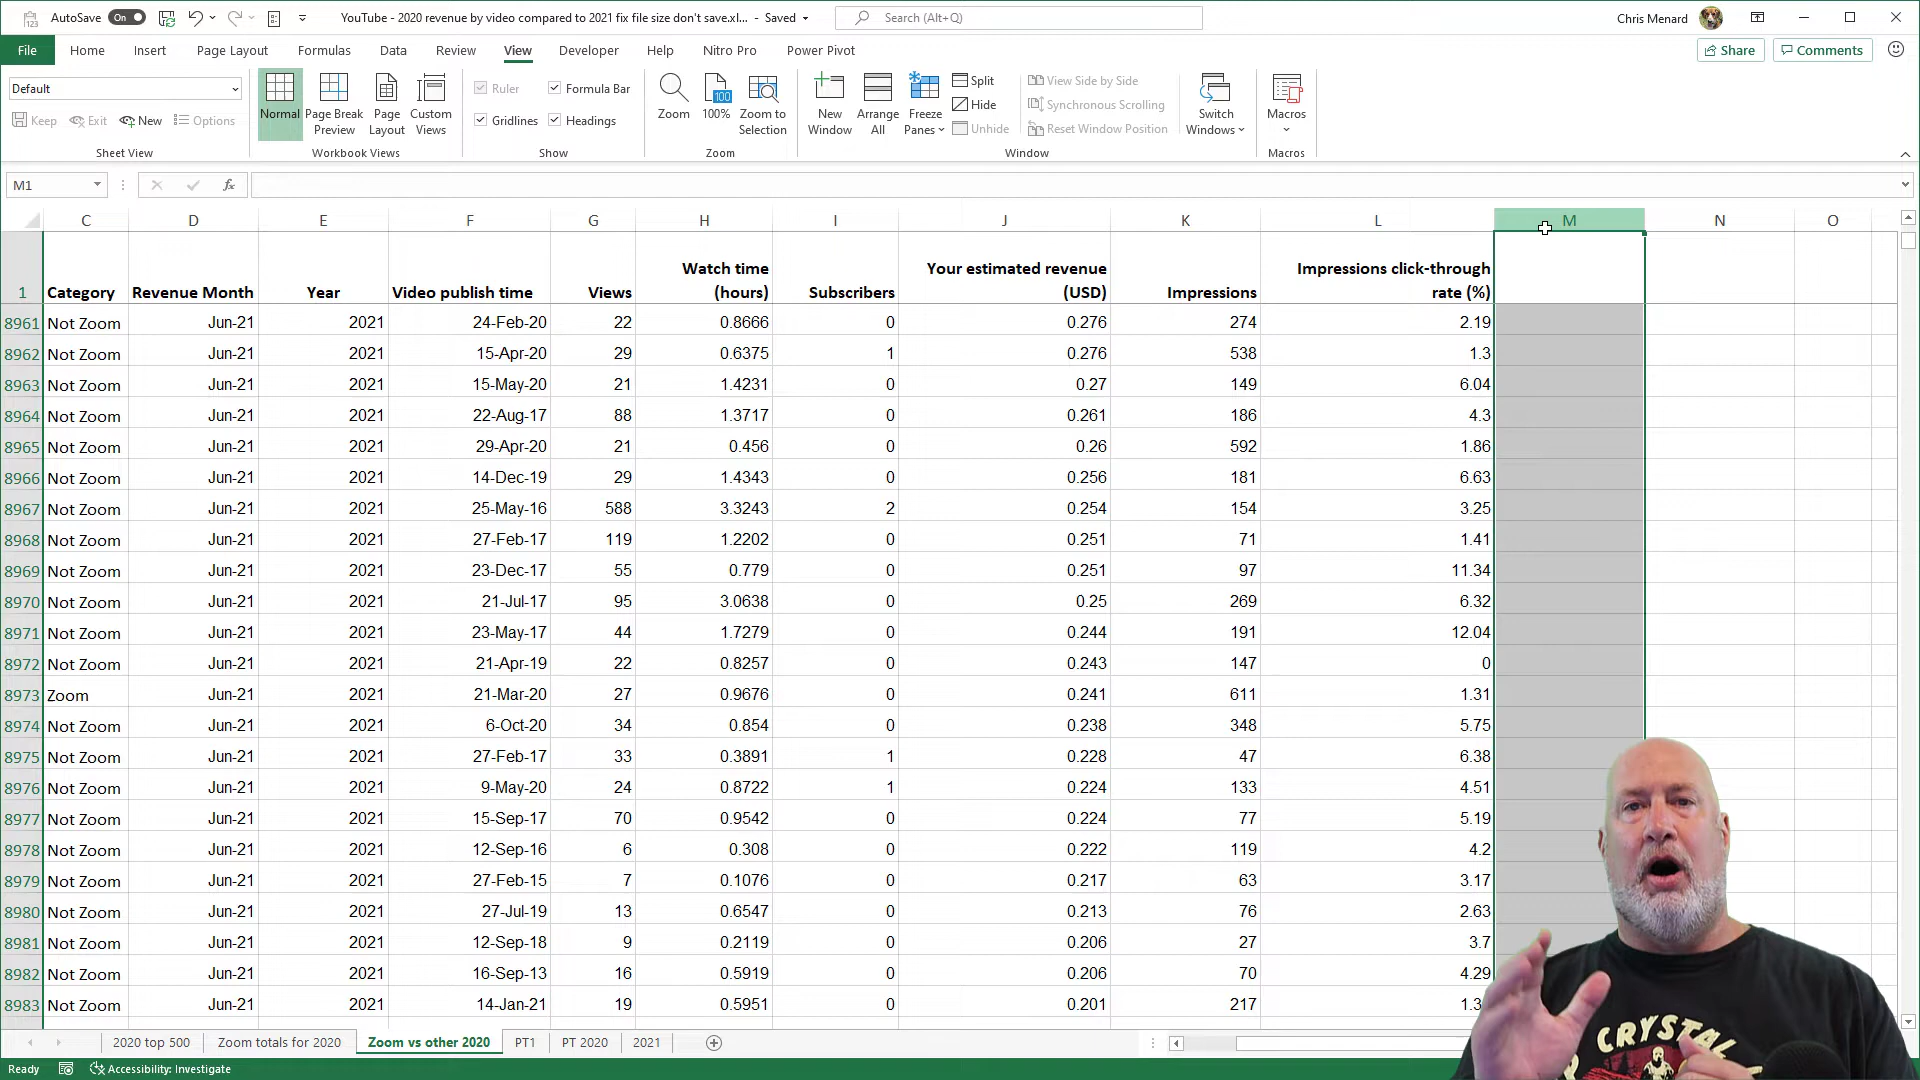 AutoSave On YouTube - 2020 revenue by video compared to 2021 fix file size don't save.xl... - Saved Search (Alt+Q) Chris Menard
File Home Insert Page Layout Formulas Data Review View Developer Help Nitro Pro Power Pivot Share Comments
Default Ruler Formula Bar Split View Side by Side
Normal Page Break Preview Page Layout Custom Views Zoom 100% Zoom to Selection New Window Arrange All Freeze Panes Hide Synchronous Scrolling Switch Windows Macros
Keep Exit New Options Gridlines Headings Unhide Reset Window Position
Sheet View Workbook Views Show Zoom Window Macros
M1 fx
C D E F G H I J K L M N O
1 Category Revenue Month Year Video publish time Views Watch time (hours) Subscribers Your estimated revenue (USD) Impressions Impressions click-through rate (%)
8961 Not Zoom Jun-21 2021 24-Feb-20 22 0.8666 0 0.276 274 2.19
8962 Not Zoom Jun-21 2021 15-Apr-20 29 0.6375 1 0.276 538 1.3
8963 Not Zoom Jun-21 2021 15-May-20 21 1.4231 0 0.27 149 6.04
8964 Not Zoom Jun-21 2021 22-Aug-17 88 1.3717 0 0.261 186 4.3
8965 Not Zoom Jun-21 2021 29-Apr-20 21 0.456 0 0.26 592 1.86
8966 Not Zoom Jun-21 2021 14-Dec-19 29 1.4343 0 0.256 181 6.63
8967 Not Zoom Jun-21 2021 25-May-16 588 3.3243 2 0.254 154 3.25
8968 Not Zoom Jun-21 2021 27-Feb-17 119 1.2202 0 0.251 71 1.41
8969 Not Zoom Jun-21 2021 23-Dec-17 55 0.779 0 0.251 97 11.34
8970 Not Zoom Jun-21 2021 21-Jul-17 95 3.0638 0 0.25 269 6.32
8971 Not Zoom Jun-21 2021 23-May-17 44 1.7279 0 0.244 191 12.04
8972 Not Zoom Jun-21 2021 21-Apr-19 22 0.8257 0 0.243 147 0
8973 Zoom Jun-21 2021 21-Mar-20 27 0.9676 0 0.241 611 1.31
8974 Not Zoom Jun-21 2021 6-Oct-20 34 0.854 0 0.238 348 5.75
8975 Not Zoom Jun-21 2021 27-Feb-17 33 0.3891 1 0.228 47 6.38
8976 Not Zoom Jun-21 2021 9-May-20 24 0.8722 1 0.224 133 4.51
8977 Not Zoom Jun-21 2021 15-Sep-17 70 0.9542 0 0.224 77 5.19
8978 Not Zoom Jun-21 2021 12-Sep-16 6 0.308 0 0.222 119 4.2
8979 Not Zoom Jun-21 2021 27-Feb-15 7 0.1076 0 0.217 63 3.17
8980 Not Zoom Jun-21 2021 27-Jul-19 13 0.6547 0 0.213 76 2.63
8981 Not Zoom Jun-21 2021 12-Sep-18 9 0.2119 0 0.206 27 3.7
8982 Not Zoom Jun-21 2021 16-Sep-13 16 0.5919 0 0.206 70 4.29
8983 Not Zoom Jun-21 2021 14-Jan-21 19 0.5951 0 0.201 217 1.3
CRYSTAL
2020 top 500 Zoom totals for 2020 Zoom vs other 2020 PT1 PT 2020 2021
Ready Accessibility: Investigate